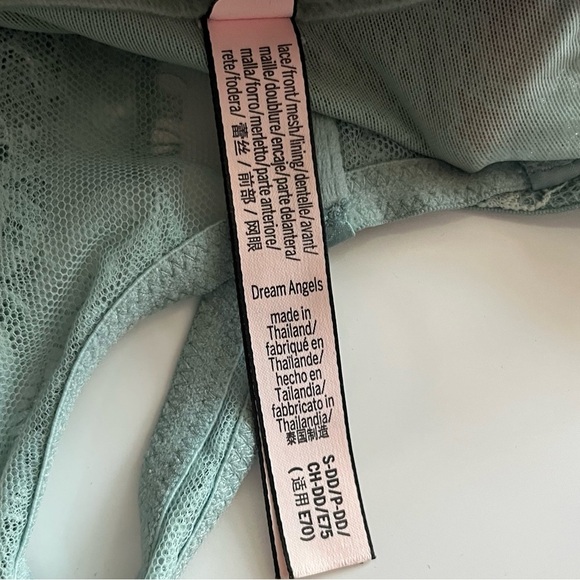 lace/front/mesh/lining/dentelle/avant/
maille/doublure/encaje/parte delantera/
malla/forro/merletto/parte anteriore/
rete/fodera/ 蕾丝 / 前部 / 网眼
Dream Angels
made in
Thailand/
fabriqué en
Thaïlande/
hecho en
Tailandia/
fabbricato in
Thailandia/
泰国制造
S-DD/P-DD/
CH-DD/E75
( 适用 E70)